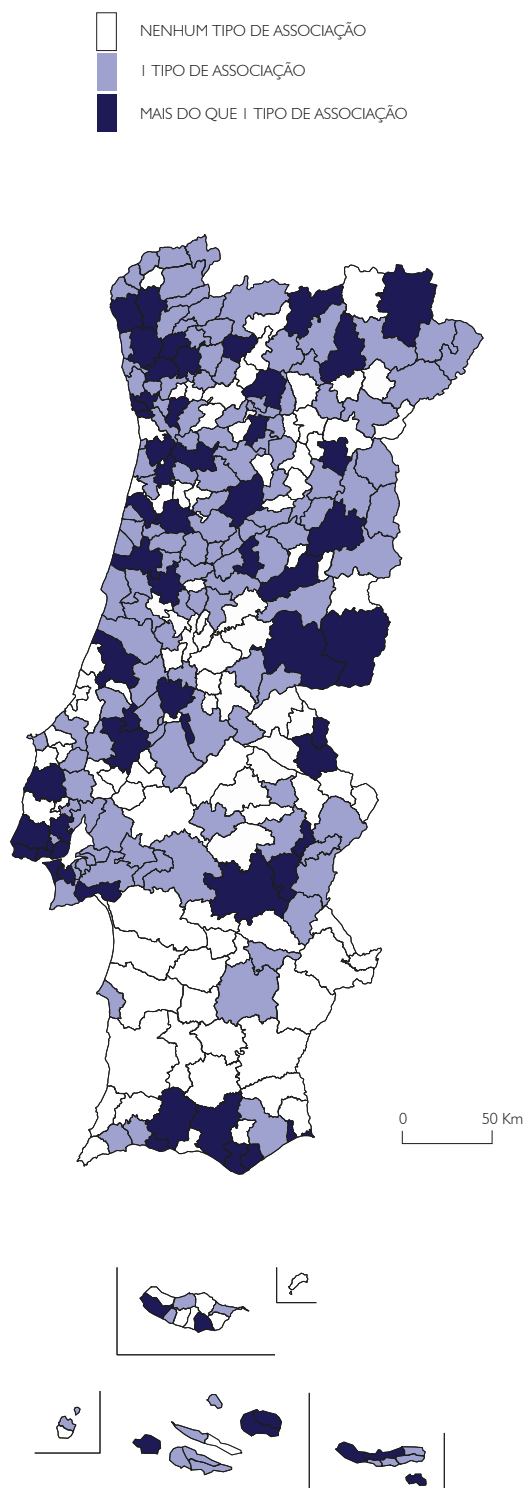 NENHUM TIPO DE ASSOCIAÇÃO
1 TIPO DE ASSOCIAÇÃO
MAIS DO QUE 1 TIPO DE ASSOCIAÇÃO
0 50 Km